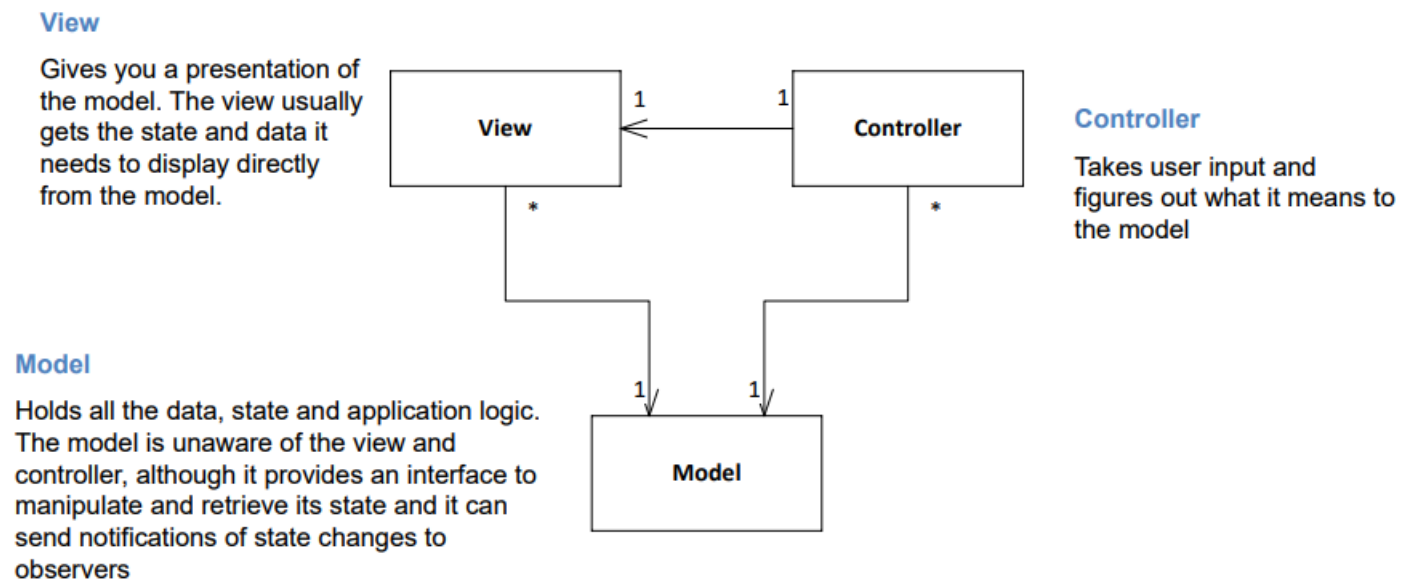 View
Gives you a presentation of
the model. The view usually
gets the state and data it
needs to display directly
from the model.
View
1
1
Controller
*
*
Controller
Takes user input and
figures out what it means to
the model
Model
Holds all the data, state and application logic.
The model is unaware of the view and
controller, although it provides an interface to
manipulate and retrieve its state and it can
send notifications of state changes to
observers
1
1
Model